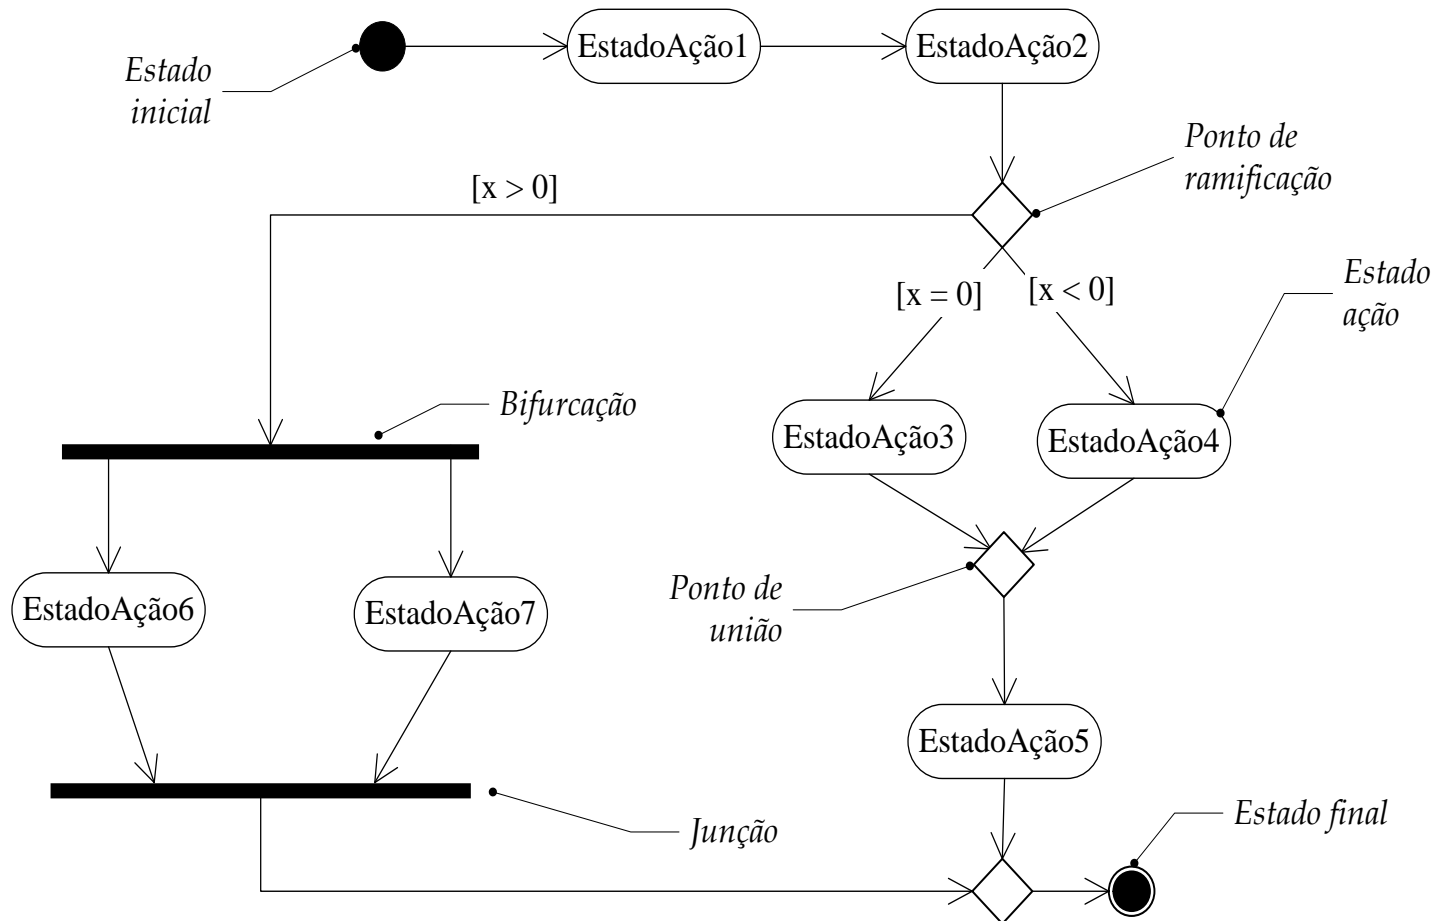 EstadoAção1
EstadoAção2
Estado
inicial
Ponto de
ramificação
[x > 0]
[x = 0]
[x < 0]
Estado
ação
Bifurcação
EstadoAção3
EstadoAção4
EstadoAção6
EstadoAção7
Ponto de
união
EstadoAção5
Junção
Estado final